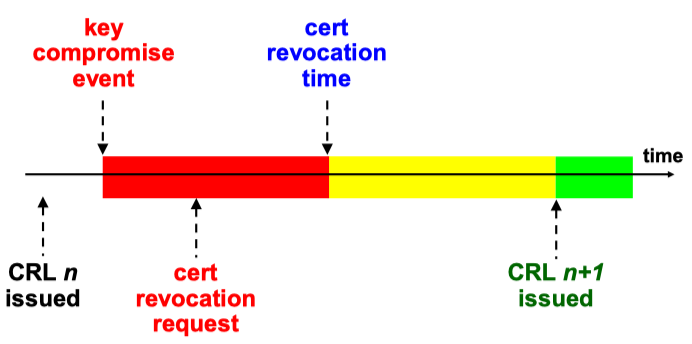 key
compromise
event
cert
revocation
time
time
CRL n
issued
cert
revocation
request
CRL n+1
issued